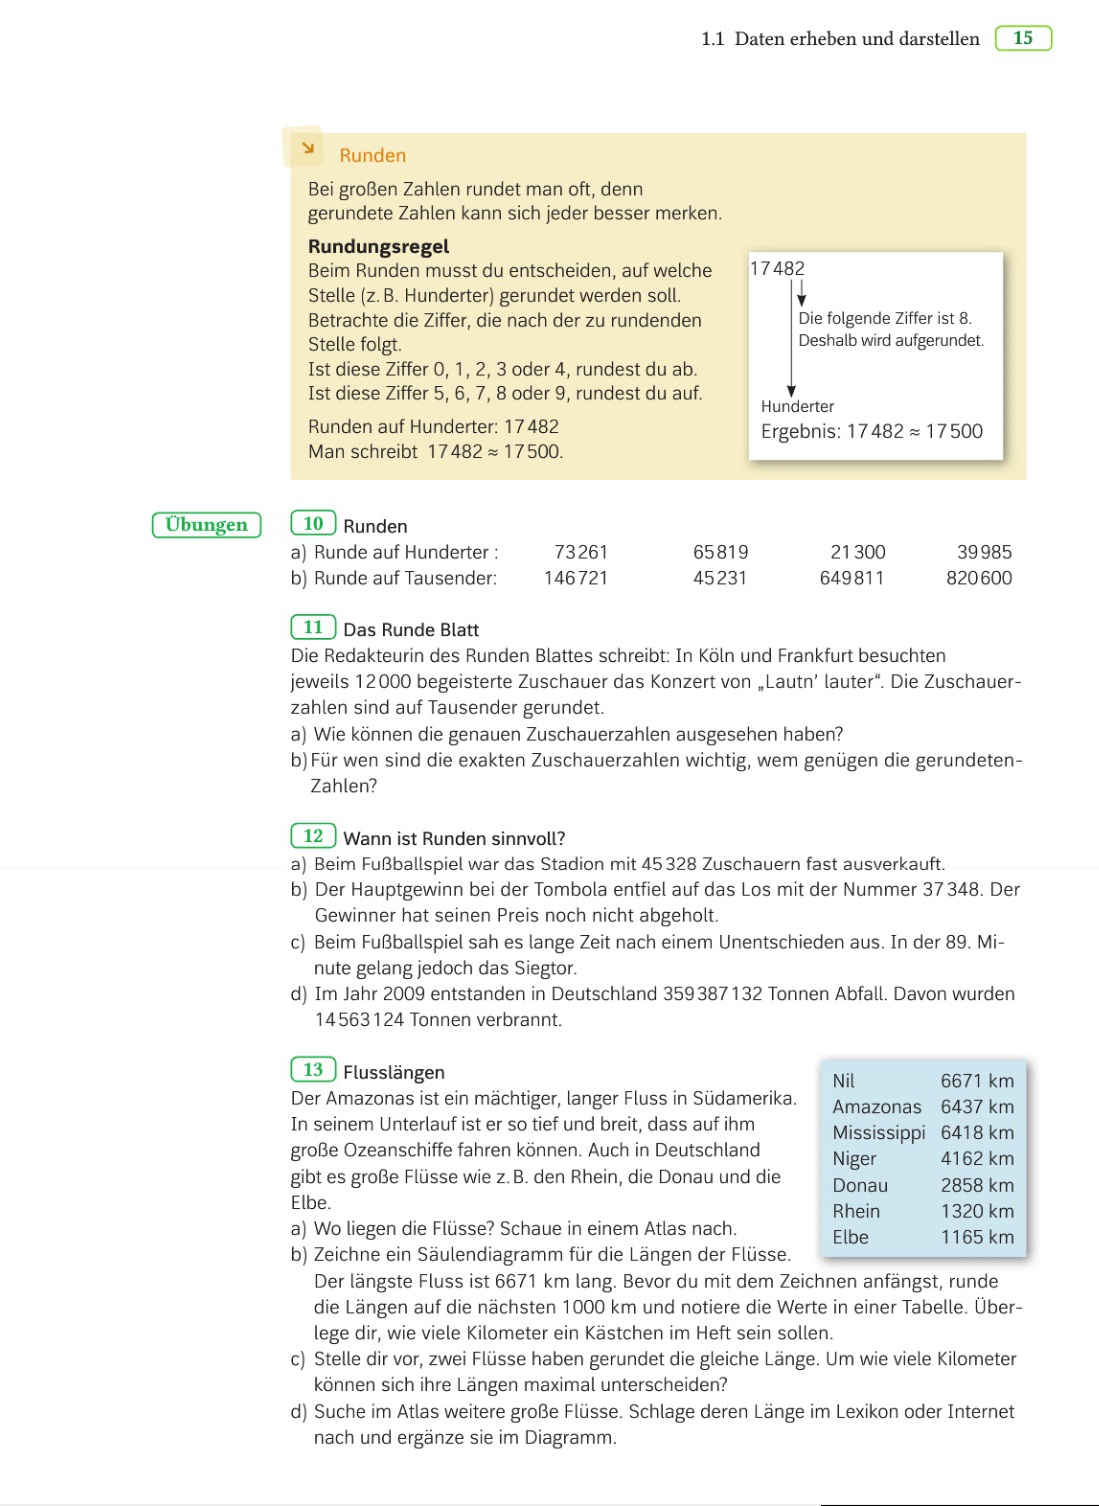 1.1 Daten erheben und darstellen 15
Runden
Bei großen Zahlen rundet man oft, denn
gerundete Zahlen kann sich jeder besser merken.
Rundungsregel
Beim Runden musst du entscheiden, auf welche
Stelle (z. B. Hunderter) gerundet werden soll.
Betrachte die Ziffer, die nach der zu rundenden
Stelle folgt.
Ist diese Ziffer 0, 1, 2, 3 oder 4, rundest du ab.
Ist diese Ziffer 5, 6, 7, 8 oder 9, rundest du auf.
Runden auf Hunderter: 17 482
Man schreibt 17 482 ≈ 17 500.
17 482
Die folgende Ziffer ist 8.
Deshalb wird aufgerundet.
Hunderter
Ergebnis: 17 482 ≈ 17 500
Übungen
10 Runden
a) Runde auf Hunderter : 73 261 65 819 21 300 39 985
b) Runde auf Tausender: 146 721 45 231 649 811 820 600
11 Das Runde Blatt
Die Redakteurin des Runden Blattes schreibt: In Köln und Frankfurt besuchten
jeweils 12 000 begeisterte Zuschauer das Konzert von „Lautn’ lauter“. Die Zuschauer-
zahlen sind auf Tausender gerundet.
a) Wie können die genauen Zuschauerzahlen ausgesehen haben?
b) Für wen sind die exakten Zuschauerzahlen wichtig, wem genügen die gerundeten-
Zahlen?
12 Wann ist Runden sinnvoll?
a) Beim Fußballspiel war das Stadion mit 45 328 Zuschauern fast ausverkauft.
b) Der Hauptgewinn bei der Tombola entfiel auf das Los mit der Nummer 37 348. Der
Gewinner hat seinen Preis noch nicht abgeholt.
c) Beim Fußballspiel sah es lange Zeit nach einem Unentschieden aus. In der 89. Mi-
nute gelang jedoch das Siegtor.
d) Im Jahr 2009 entstanden in Deutschland 359 387 132 Tonnen Abfall. Davon wurden
14 563 124 Tonnen verbrannt.
13 Flusslängen
Der Amazonas ist ein mächtiger, langer Fluss in Südamerika.
In seinem Unterlauf ist er so tief und breit, dass auf ihm
große Ozeanschiffe fahren können. Auch in Deutschland
gibt es große Flüsse wie z. B. den Rhein, die Donau und die
Elbe.
a) Wo liegen die Flüsse? Schaue in einem Atlas nach.
b) Zeichne ein Säulendiagramm für die Längen der Flüsse.
Der längste Fluss ist 6671 km lang. Bevor du mit dem Zeichnen anfängst, runde
die Längen auf die nächsten 1000 km und notiere die Werte in einer Tabelle. Über-
lege dir, wie viele Kilometer ein Kästchen im Heft sein sollen.
c) Stelle dir vor, zwei Flüsse haben gerundet die gleiche Länge. Um wie viele Kilometer
können sich ihre Längen maximal unterscheiden?
d) Suche im Atlas weitere große Flüsse. Schlage deren Länge im Lexikon oder Internet
nach und ergänze sie im Diagramm.
Nil 6671 km
Amazonas 6437 km
Mississippi 6418 km
Niger 4162 km
Donau 2858 km
Rhein 1320 km
Elbe 1165 km